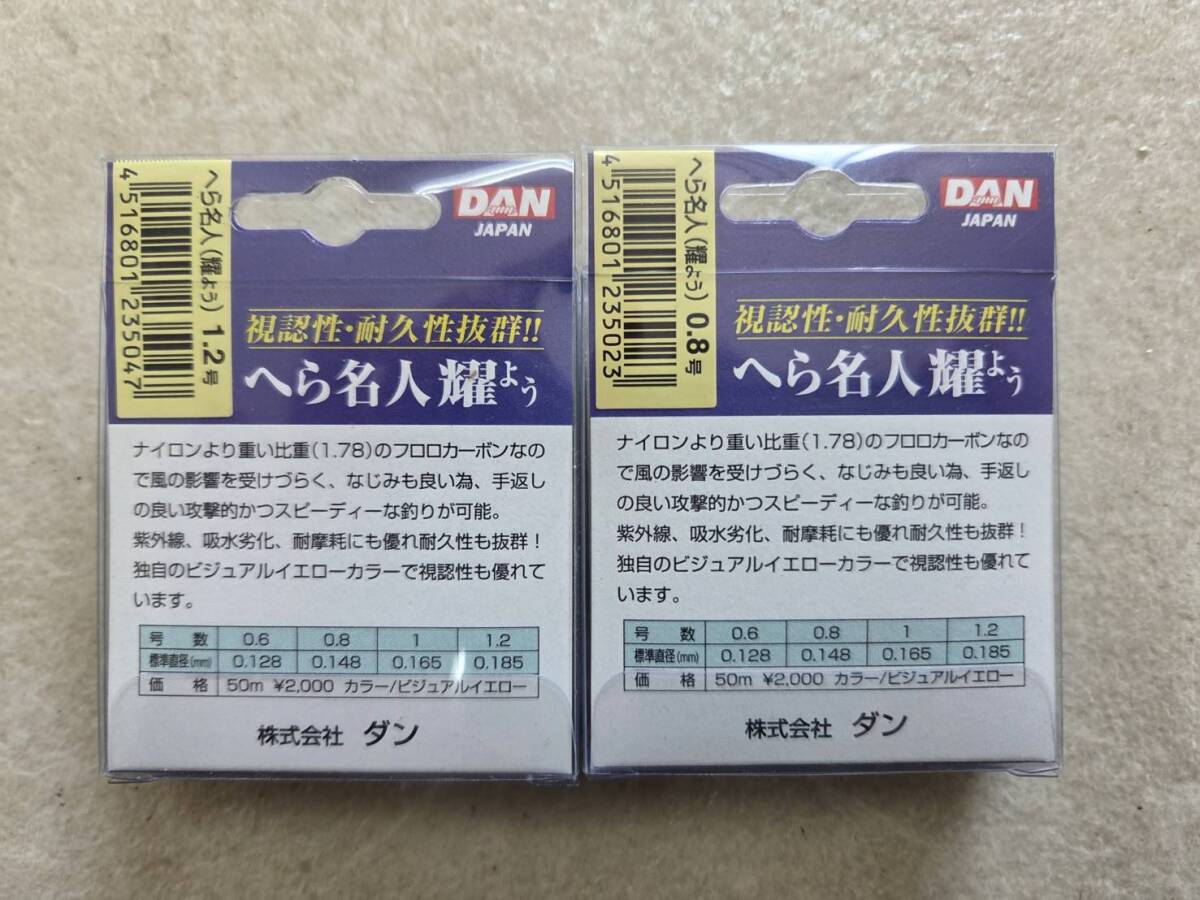 へら名人(耀よう) 1.2号
4 516801 235047
DAN
JAPAN
視認性・耐久性抜群!!
へら名人耀よう
ナイロンより重い比重(1.78)のフロロカーボンなの
で風の影響を受けづらく、なじみも良い為、手返し
の良い攻撃的かつスピーディーな釣りが可能。
紫外線、吸水劣化、耐摩耗にも優れ耐久性も抜群!
独自のビジュアルイエローカラーで視認性も優れて
います。
号 数 0.6 0.8 1 1.2
標準直径(mm) 0.128 0.148 0.165 0.185
価 格 50m ¥2,000 カラー/ビジュアルイエロー
株式会社 ダン
へら名人(耀よう) 0.8号
4 516801 235023
DAN
JAPAN
視認性・耐久性抜群!!
へら名人耀よう
ナイロンより重い比重(1.78)のフロロカーボンなの
で風の影響を受けづらく、なじみも良い為、手返し
の良い攻撃的かつスピーディーな釣りが可能。
紫外線、吸水劣化、耐摩耗にも優れ耐久性も抜群!
独自のビジュアルイエローカラーで視認性も優れて
います。
号 数 0.6 0.8 1 1.2
標準直径(mm) 0.128 0.148 0.165 0.185
価 格 50m ¥2,000 カラー/ビジュアルイエロー
株式会社 ダン